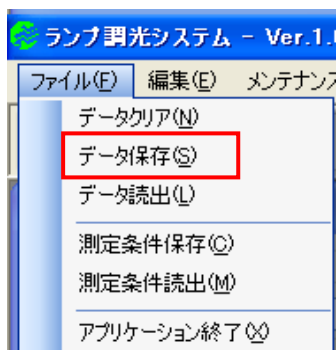 ランプ調光システム - Ver.1.
ファイル(F) 編集(E) メンテナンス
データクリア(N)
データ保存(S)
データ読出(L)
測定条件保存(C)
測定条件読出(M)
アプリケーション終了(X)